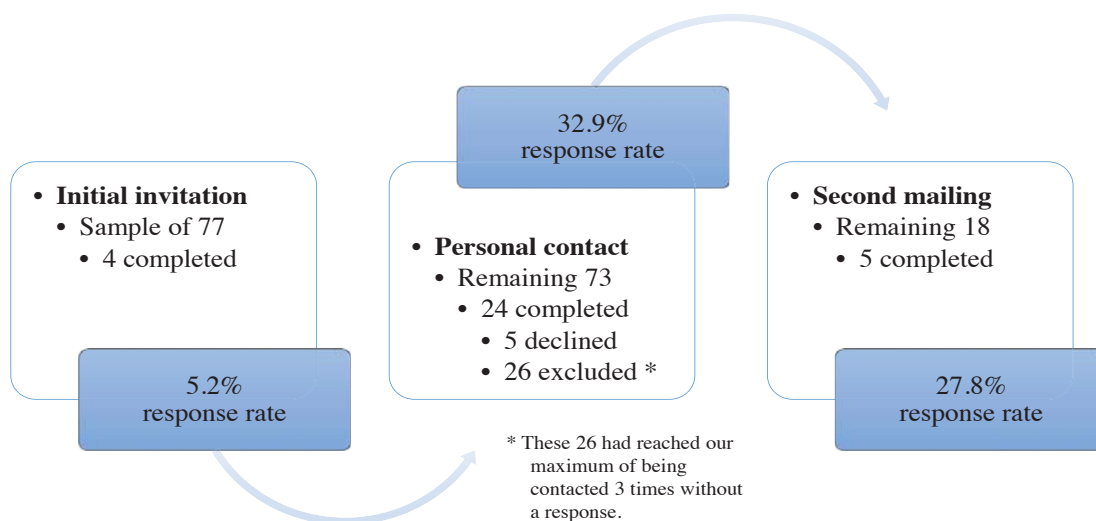 • Initial invitation
• Sample of 77
• 4 completed
5.2%
response rate
32.9%
response rate
• Personal contact
• Remaining 73
• 24 completed
• 5 declined
• 26 excluded *
* These 26 had reached our
maximum of being
contacted 3 times without
a response.
• Second mailing
• Remaining 18
• 5 completed
27.8%
response rate